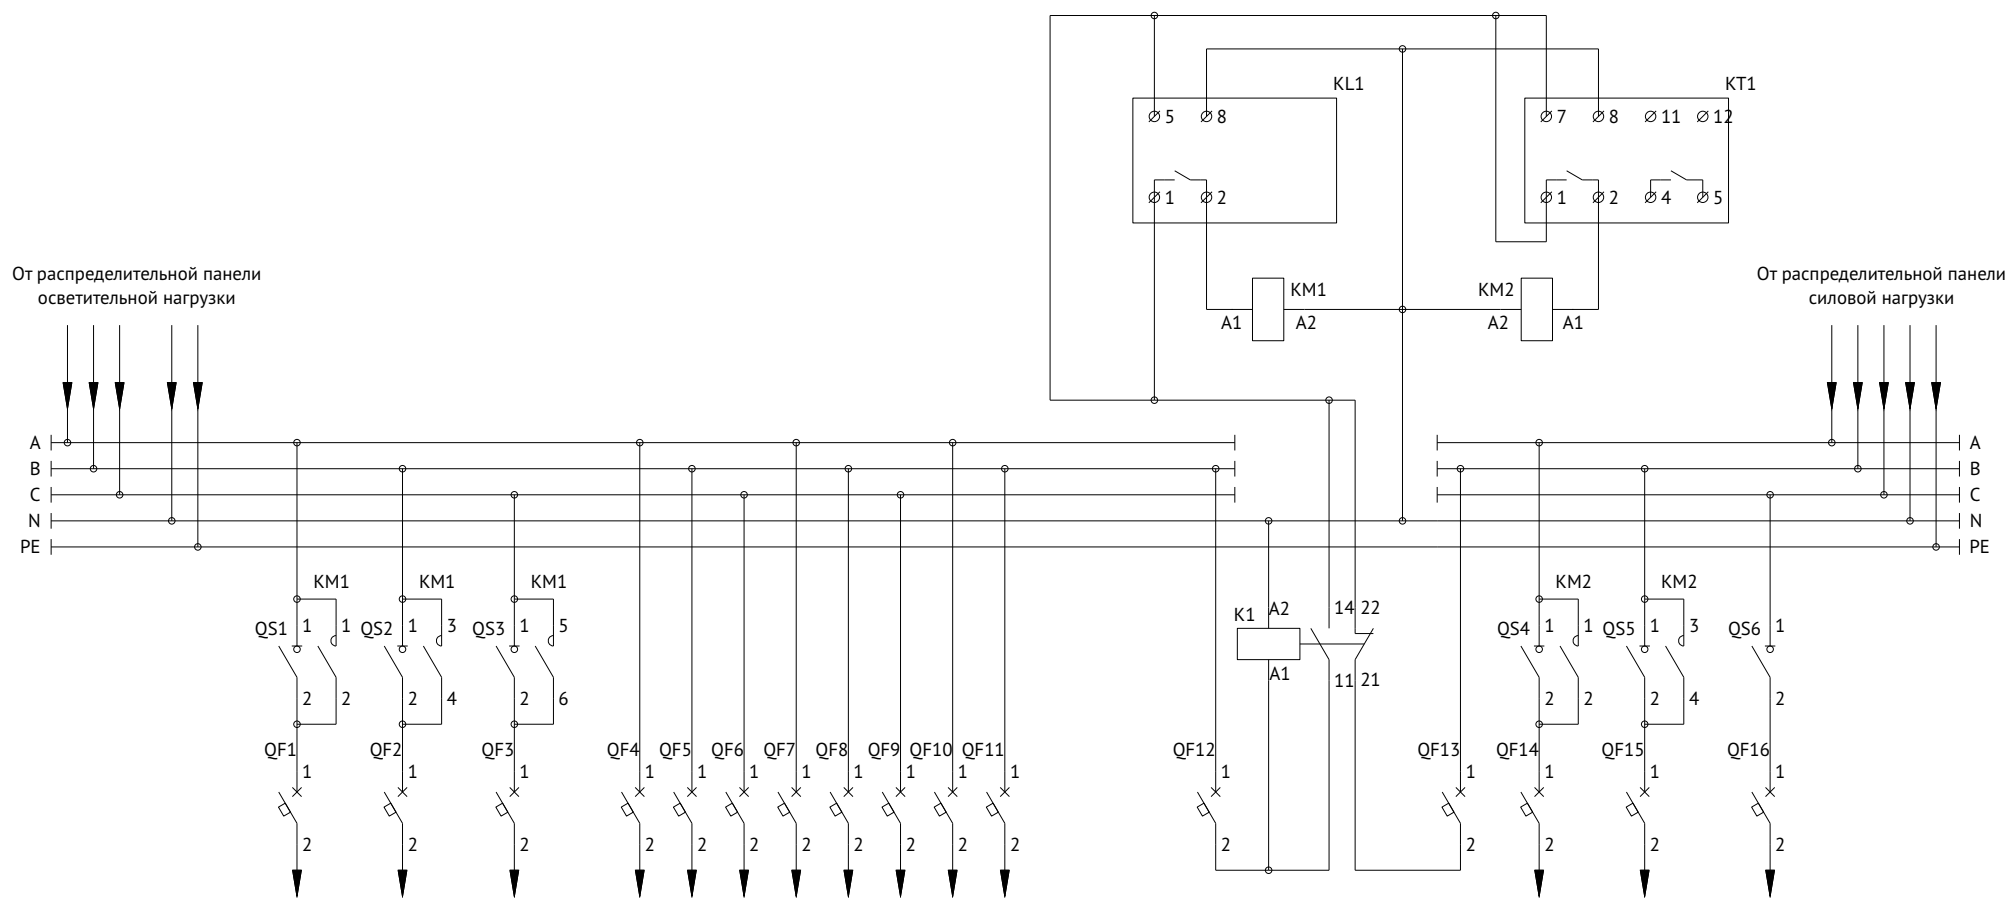 KL1
KT1
5 8
7 8 11 12
1 2
1 2 4 5
От распределительной панели
осветительной нагрузки
От распределительной панели
силовой нагрузки
KM1
A1 A2
KM2
A2 A1
A A
B B
C C
N N
PE PE
KM1 KM1 KM1 KM2 KM2
QS1 1 1 QS2 1 3 QS3 1 5 K1 A2 14 22 QS4 1 1 QS5 1 3 QS6 1
2 2 2 4 2 6 A1 11 21 2 2 2 4 2
QF1 QF2 QF3 QF4 QF5 QF6 QF7 QF8 QF9 QF10 QF11 QF12 QF13 QF14 QF15 QF16
1 1 1 1 1 1 1 1 1 1 1 1 1 1 1 1
2 2 2 2 2 2 2 2 2 2 2 2 2 2 2 2